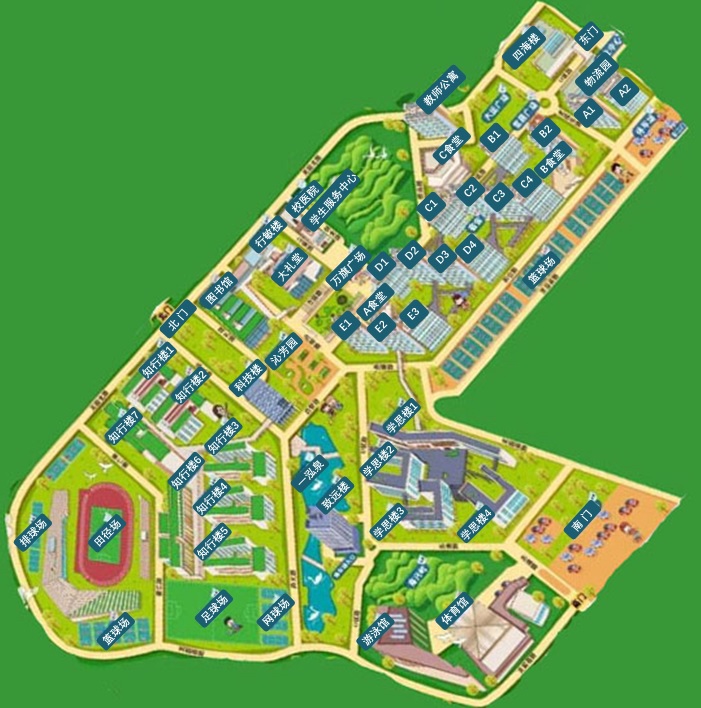 四海楼
东门
物流园
A2
A1
教师公寓
B1
B2
C食堂
B食堂
C4
C3
C2
C1
校医院
学生服务中心
行敏楼
大礼堂
万旗广场
D1
D2
D3
D4
篮球场
图书馆
北门
A食堂
E1
E2
E3
沁芳园
科技楼
知行楼1
知行楼2
知行楼7
知行楼3
知行楼6
知行楼4
知行楼5
学思楼1
学思楼2
学思楼3
学思楼4
一泓泉
致远楼
南门
排球场
田径场
篮球场
足球场
网球场
游泳馆
体育馆